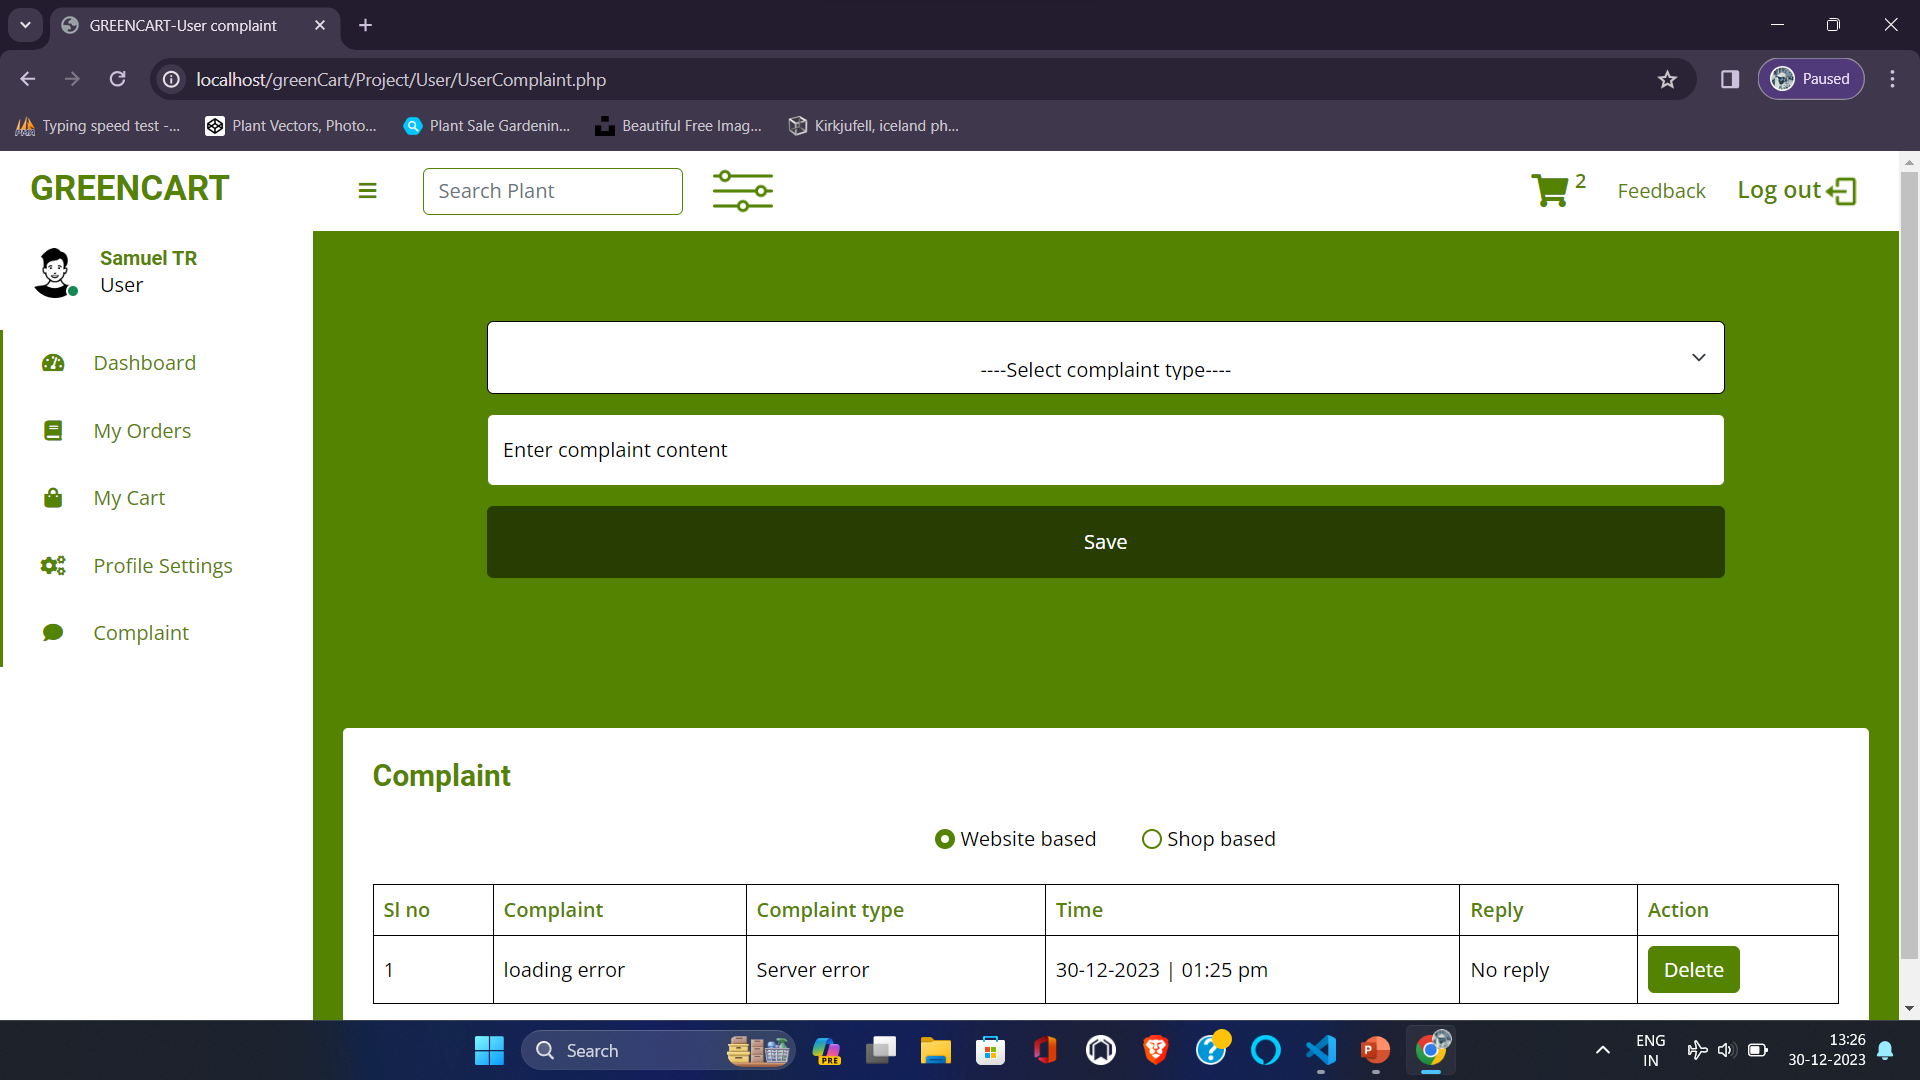 GREENCART-User complaint
localhost/greenCart/Project/User/UserComplaint.php
Paused
Typing speed test -...
Plant Vectors, Photo...
Plant Sale Gardenin...
Beautiful Free Imag...
Kirkjufell, iceland ph...
GREENCART
Search Plant
2
Feedback
Log out
Samuel TR
User
Dashboard
My Orders
My Cart
Profile Settings
Complaint
----Select complaint type----
Enter complaint content
Save
Complaint
Website based
Shop based
Sl no Complaint Complaint type Time Reply Action
1 loading error Server error 30-12-2023 | 01:25 pm No reply Delete
Search
PRE
ENG
IN
13:26
30-12-2023